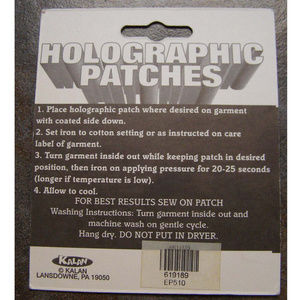 HOLOGRAPHIC
PATCHES
1. Place holographic patch where desired on garment
with coated side down.
2. Set iron to cotton setting or as instructed on care
label of garment.
3. Turn garment inside out while keeping patch in desired
position, then iron on applying pressure for 20-25 seconds
(longer if temperature is low).
4. Allow to cool.
FOR BEST RESULTS SEW ON PATCH
Washing Instructions: Turn garment inside out and
machine wash on gentle cycle.
Hang dry. DO NOT PUT IN DRYER.
KALAN
© KALAN
LANSDOWNE, PA 19050
619189
EP510